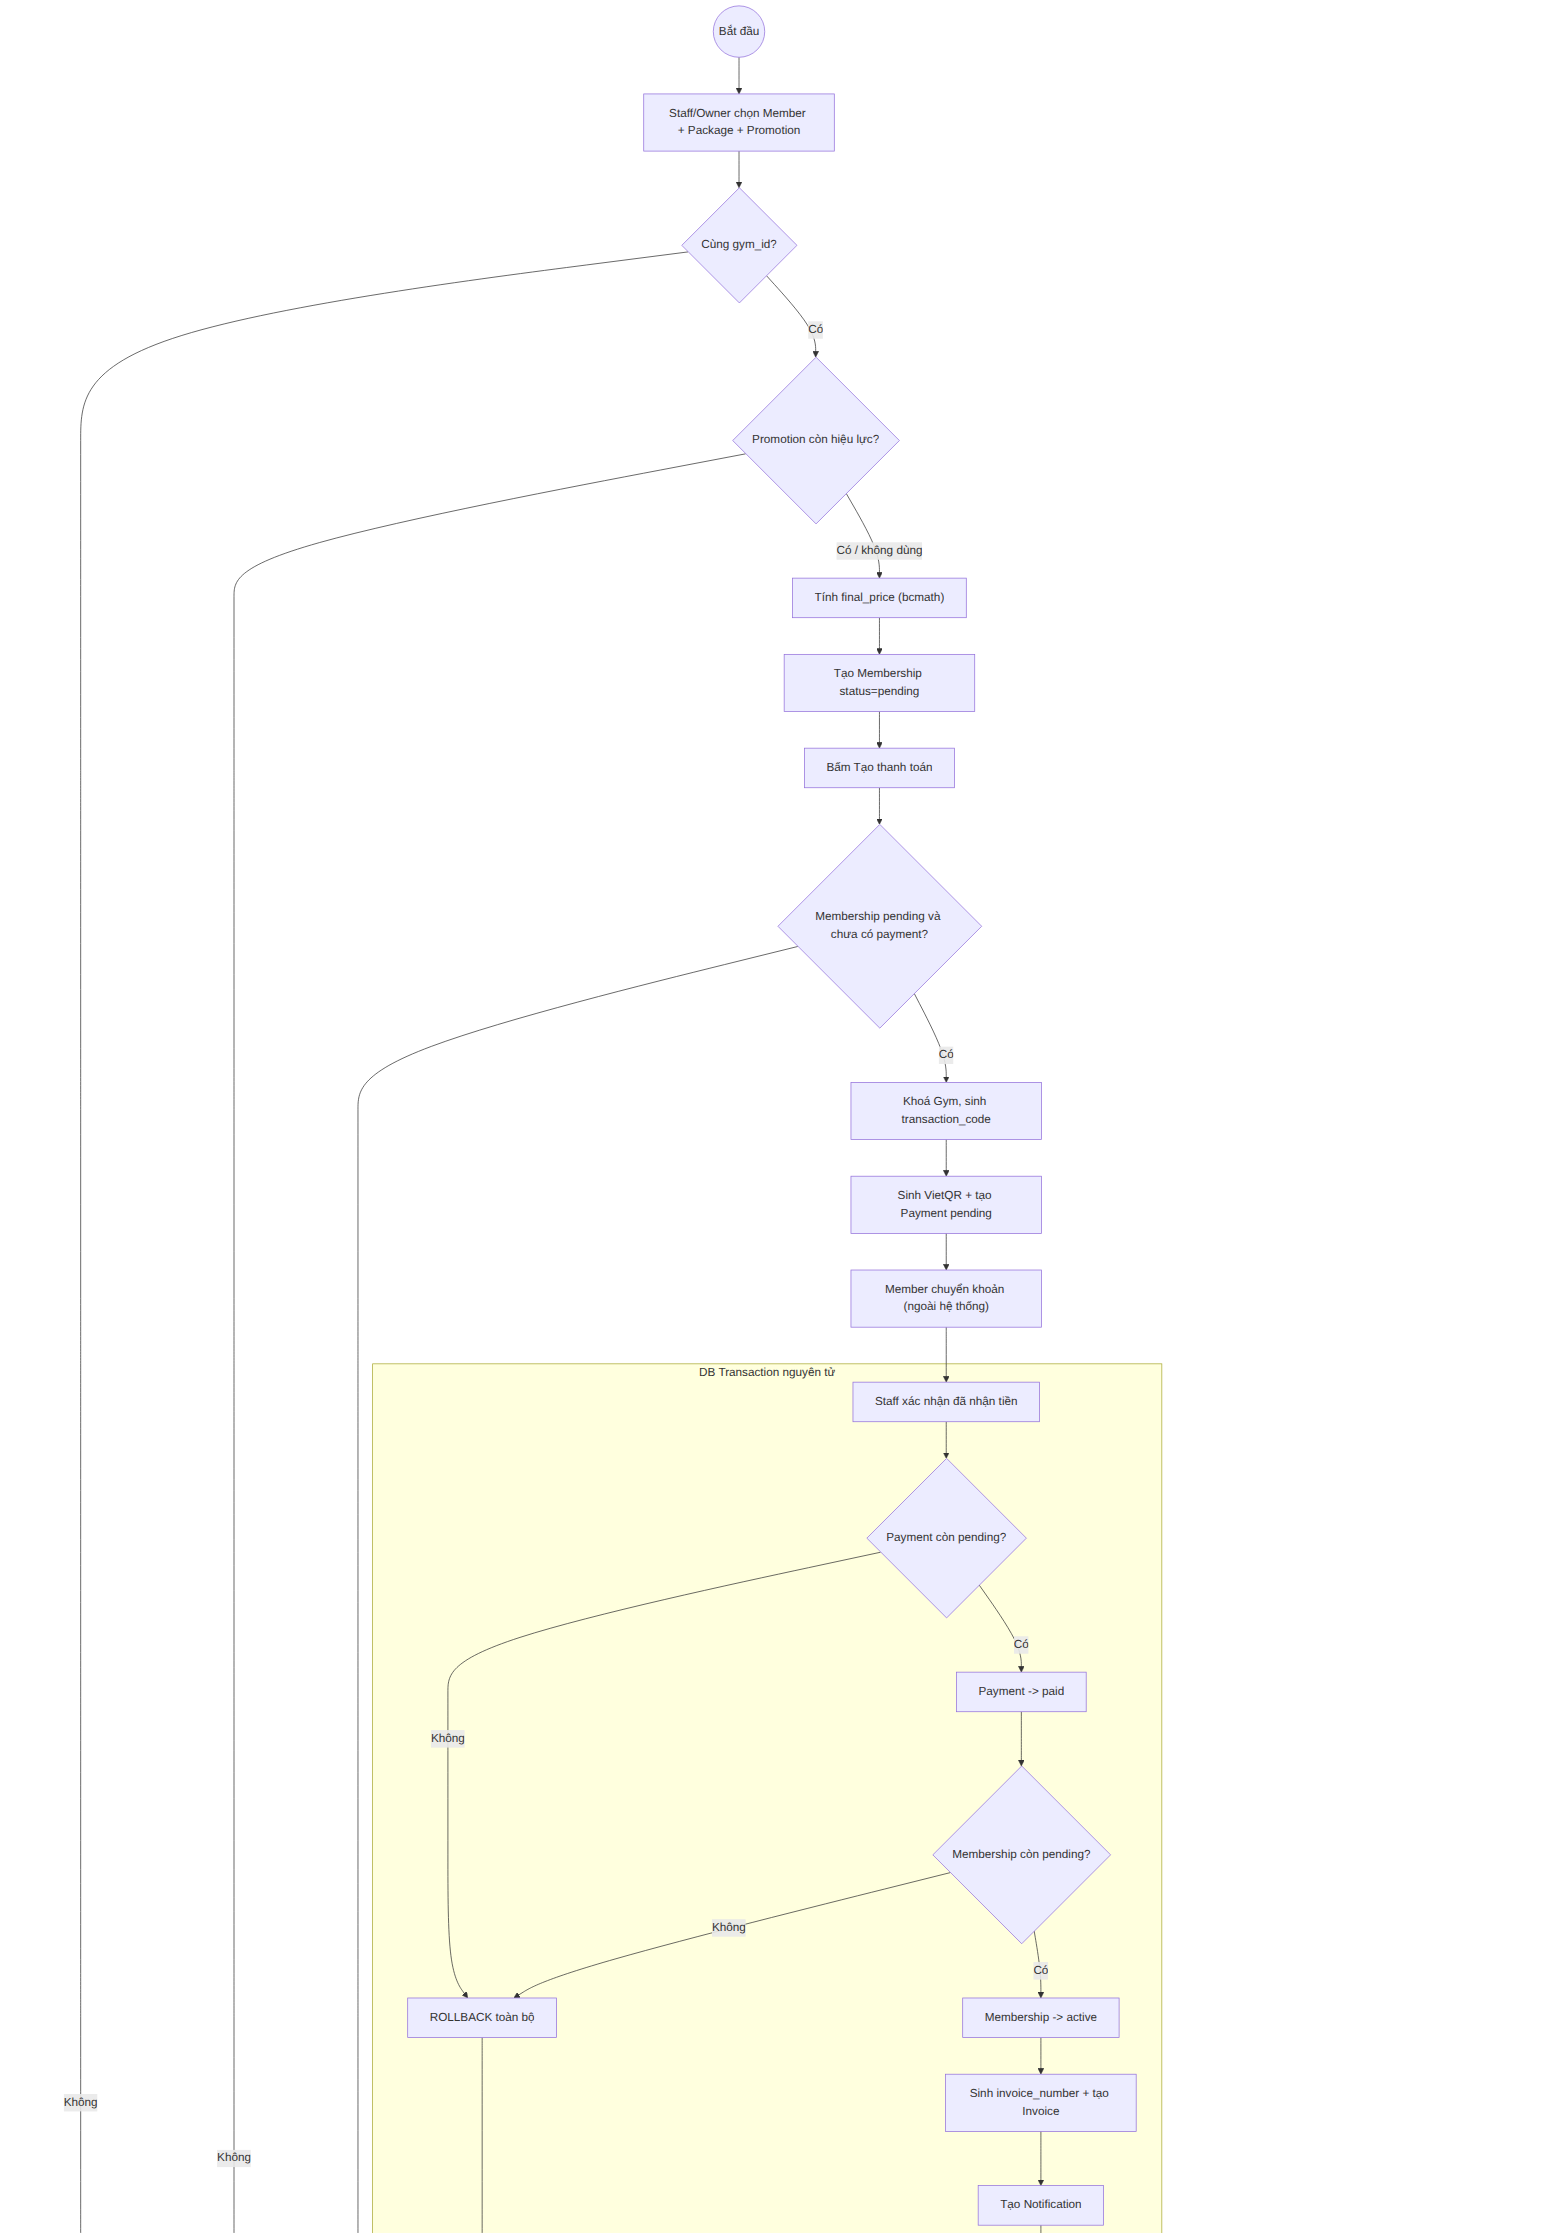 Bắt đầu
Staff/Owner chọn Member
+ Package + Promotion
Cùng gym_id?
Có
Promotion còn hiệu lực?
Có / không dùng
Tính final_price (bcmath)
Tạo Membership
status=pending
Bấm Tạo thanh toán
Membership pending và
chưa có payment?
Có
Khoá Gym, sinh
transaction_code
Sinh VietQR + tạo
Payment pending
Member chuyển khoản
(ngoài hệ thống)
DB Transaction nguyên tử
Staff xác nhận đã nhận tiền
Payment còn pending?
Có
Payment -> paid
Không
Membership còn pending?
Không
Có
ROLLBACK toàn bộ
Membership -> active
Sinh invoice_number + tạo
Invoice
Không
Không
Tạo Notification